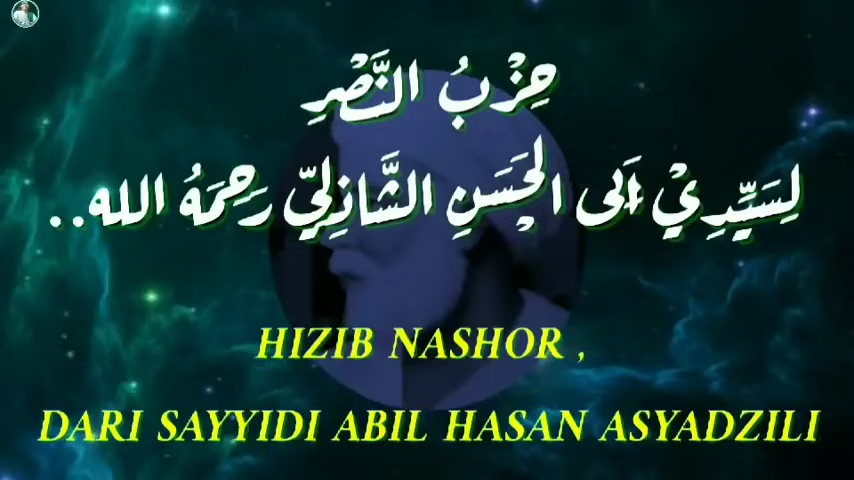 حِزْبُ النَّصْرِ
لِسَيِّدِيْ أَبِى الْحَسَنِ الشَّاذِلِيّ رَحِمَهُ الله..
HIZIB NASHOR ,
DARI SAYYIDI ABIL HASAN ASYADZILI